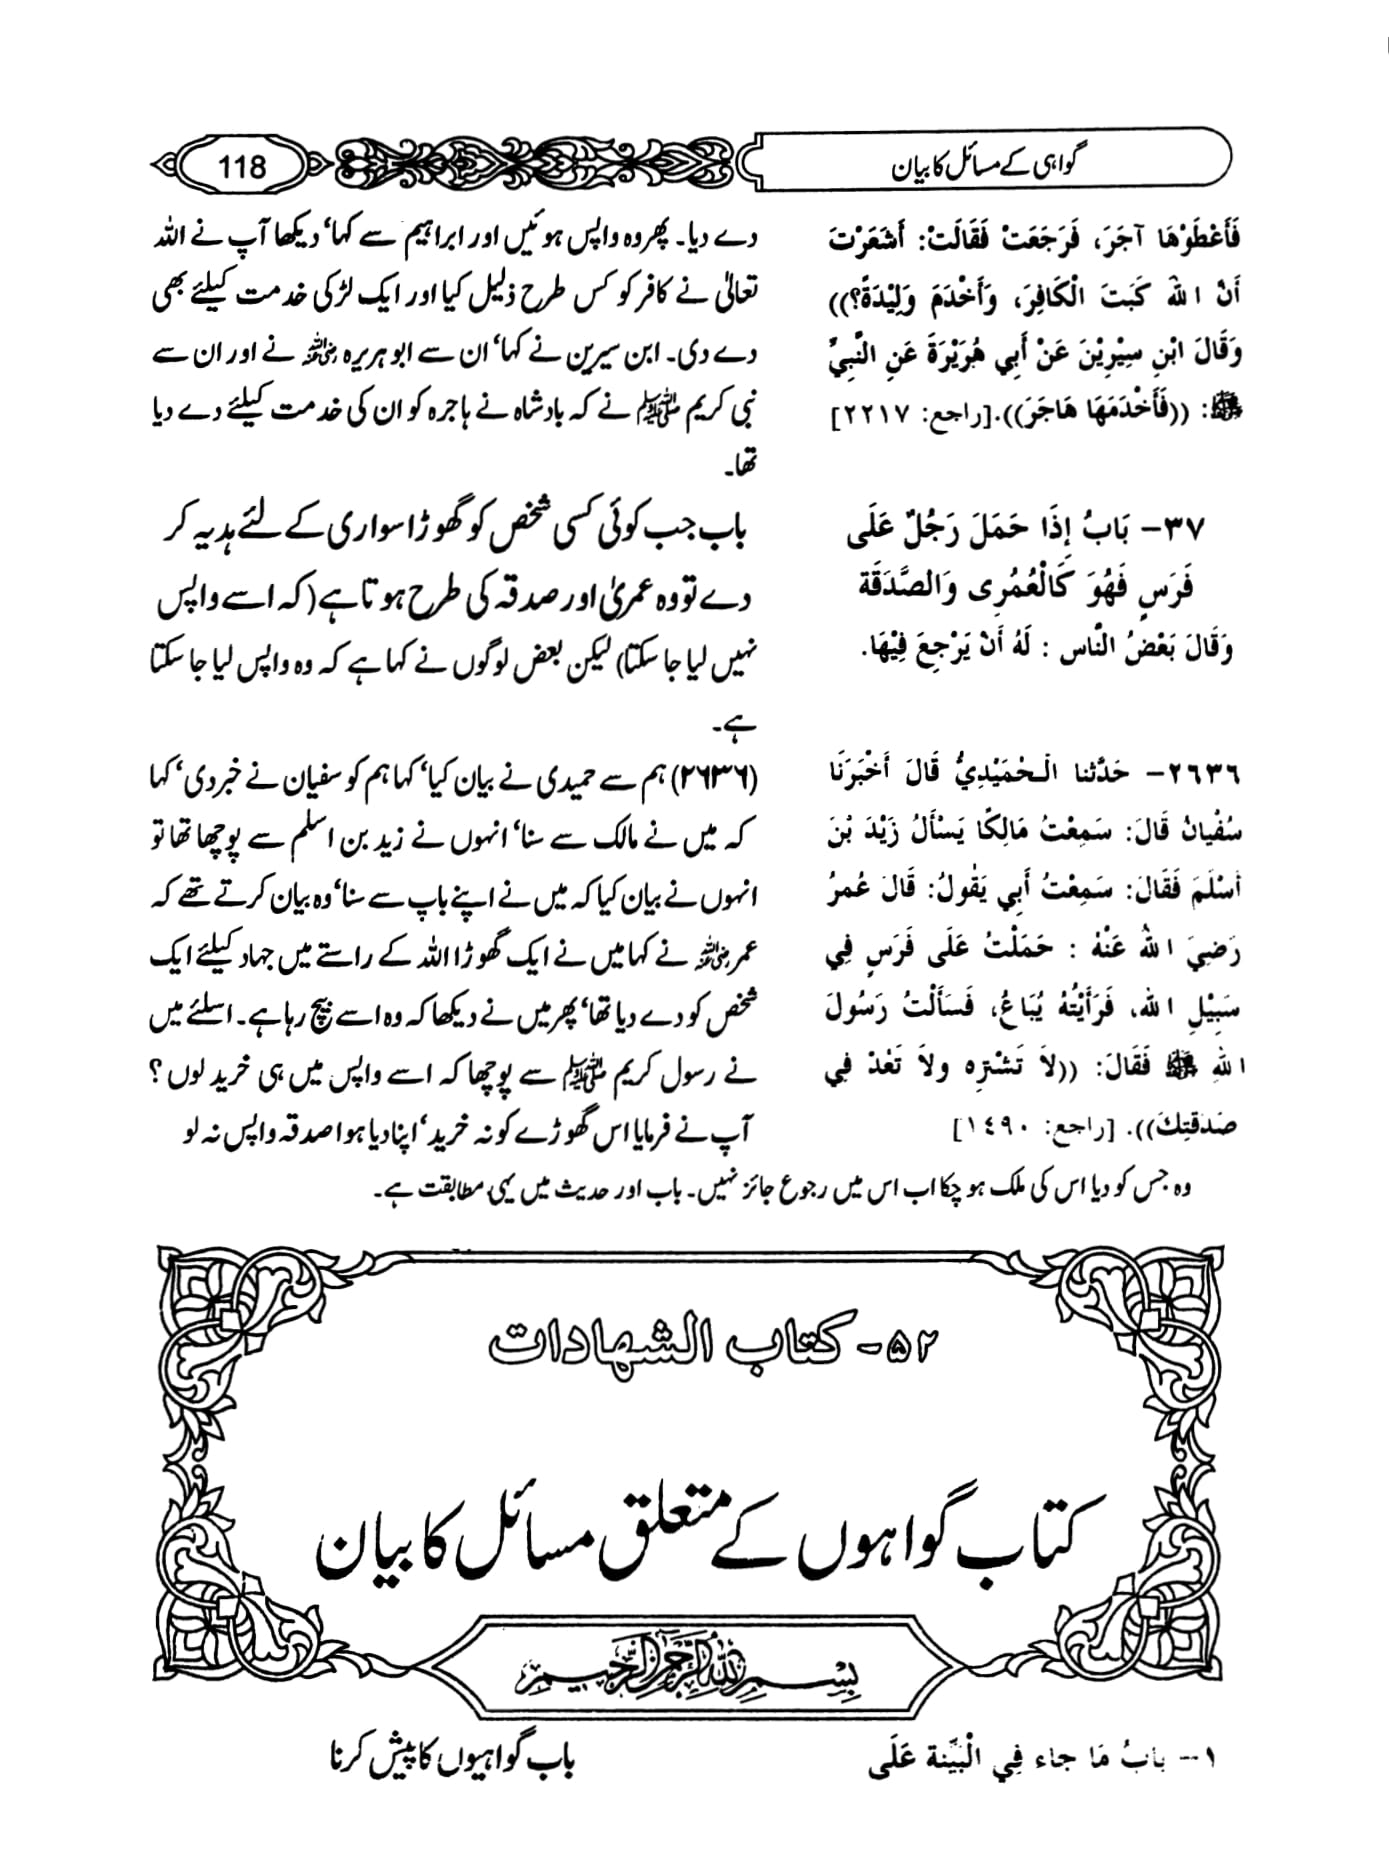 گواہی کے مسائل کا بیان
118
فَأَعْطَوْهَا آجَرَ، فَرَجَعَتْ فَقَالَتْ: أَشَعَرْتَ
أَنَّ اللهَ كَبَتَ الْكَافِرَ، وَأَخْدَمَ وَلِيْدَةً؟))
وَقَالَ ابْنِ سِيْرِيْنَ عَنْ أَبِي هُرَيْرَةَ عَنِ النَّبِيِّ
ﷺ: ((فَأَخْدَمَهَا هَاجَرَ)).[راجع: ٢٢١٧]
دے دیا۔ پھر وہ واپس ہوئیں اور ابراہیم سے کہا‘ دیکھا آپ نے اللہ
تعالیٰ نے کافر کو کس طرح ذلیل کیا اور ایک لڑکی خدمت کیلئے بھی
دے دی۔ ابن سیرین نے کہا‘ ان سے ابو ہریرہ رضی اللہ عنہ نے اور ان سے
نبی کریم ﷺ نے کہ بادشاہ نے ہاجرہ کو ان کی خدمت کیلئے دے دیا
تھا۔
٣٧- بَابُ إِذَا حَمَلَ رَجُلٌ عَلَى
فَرَسٍ فَهُوَ كَالْعُمْرِى وَالصَّدَقَة
وَقَالَ بَعْضُ النَّاس : لَهُ أَنْ يَرْجِعَ فِيْهَا.
باب جب کوئی کسی شخص کو گھوڑا سواری کے لئے ہدیہ کر
دے تو وہ عمریٰ اور صدقہ کی طرح ہوتا ہے (کہ اسے واپس
نہیں لیا جا سکتا) لیکن بعض لوگوں نے کہا ہے کہ وہ واپس لیا جا سکتا
ہے۔
٢٦٣٦- حَدَّثنا الْحُمَيْدِيُّ قَالَ أَخْبَرَنَا
سُفْيانُ قَالَ: سَمِعْتُ مَالِكًا يَسْأَلُ زَيْدَ بْنَ
أَسْلَمَ فَقَالَ: سَمِعْتُ أَبِي يَقُولُ: قَالَ عُمرُ
رَضِيَ اللهُ عَنْهُ : حَمَلْتُ عَلَى فَرَسٍ فِي
سَبِيْلِ اللهِ، فَرَأَيْتُهُ يُبَاعُ، فَسَأَلْتُ رَسُولَ
اللهِ ﷺ فَقَالَ: ((لاَ تَشْتَرِه ولاَ تَعُدْ فِي
صَدَقَتِكَ)). [راجع: ١٤٩٠]
(۲۶۳۶) ہم سے حمیدی نے بیان کیا‘ کہا ہم کو سفیان نے خبر دی‘ کہا
کہ میں نے مالک سے سنا‘ انہوں نے زید بن اسلم سے پوچھا تھا تو
انہوں نے بیان کیا کہ میں نے اپنے باپ سے سنا‘ وہ بیان کرتے تھے کہ
عمر رضی اللہ عنہ نے کہا میں نے ایک گھوڑا اللہ کے راستے میں جہاد کیلئے ایک
شخص کو دے دیا تھا‘ پھر میں نے دیکھا کہ وہ اسے بیچ رہا ہے۔ اسلئے میں
نے رسول کریم ﷺ سے پوچھا کہ اسے واپس میں ہی خرید لوں ؟
آپ نے فرمایا اس گھوڑے کو نہ خرید‘ اپنا دیا ہوا صدقہ واپس نہ لو
وہ جس کو دیا اس کی ملک ہو چکا اب اس میں رجوع جائز نہیں۔ باب اور حدیث میں یہی مطابقت ہے۔
۵۲- کتاب الشهادات
کتاب گواہوں کے متعلق مسائل کا بیان
بسم اللہ الرحمن الرحیم
١- بابُ مَا جاء فِي الْبَيِّنة عَلَى
باب گواہیوں کا پیش کرنا